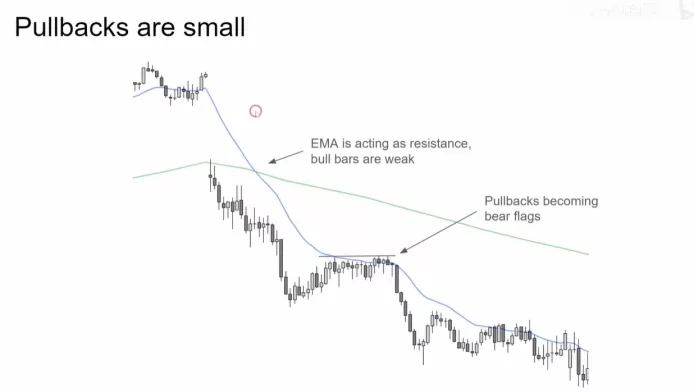 Pullbacks are small
EMA is acting as resistance,
bull bars are weak
Pullbacks becoming
bear flags